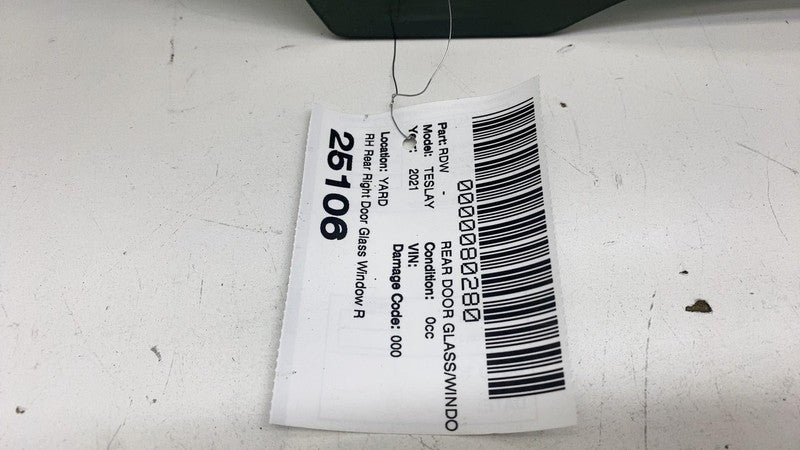 0000080280
Part: RDW - REAR DOOR GLASS/WINDO
Model: TESLAY Condition: 0cc
Year: 2021 VIN:
Damage Code: 000
Location: YARD
RH Rear Right Door Glass Window R
25106